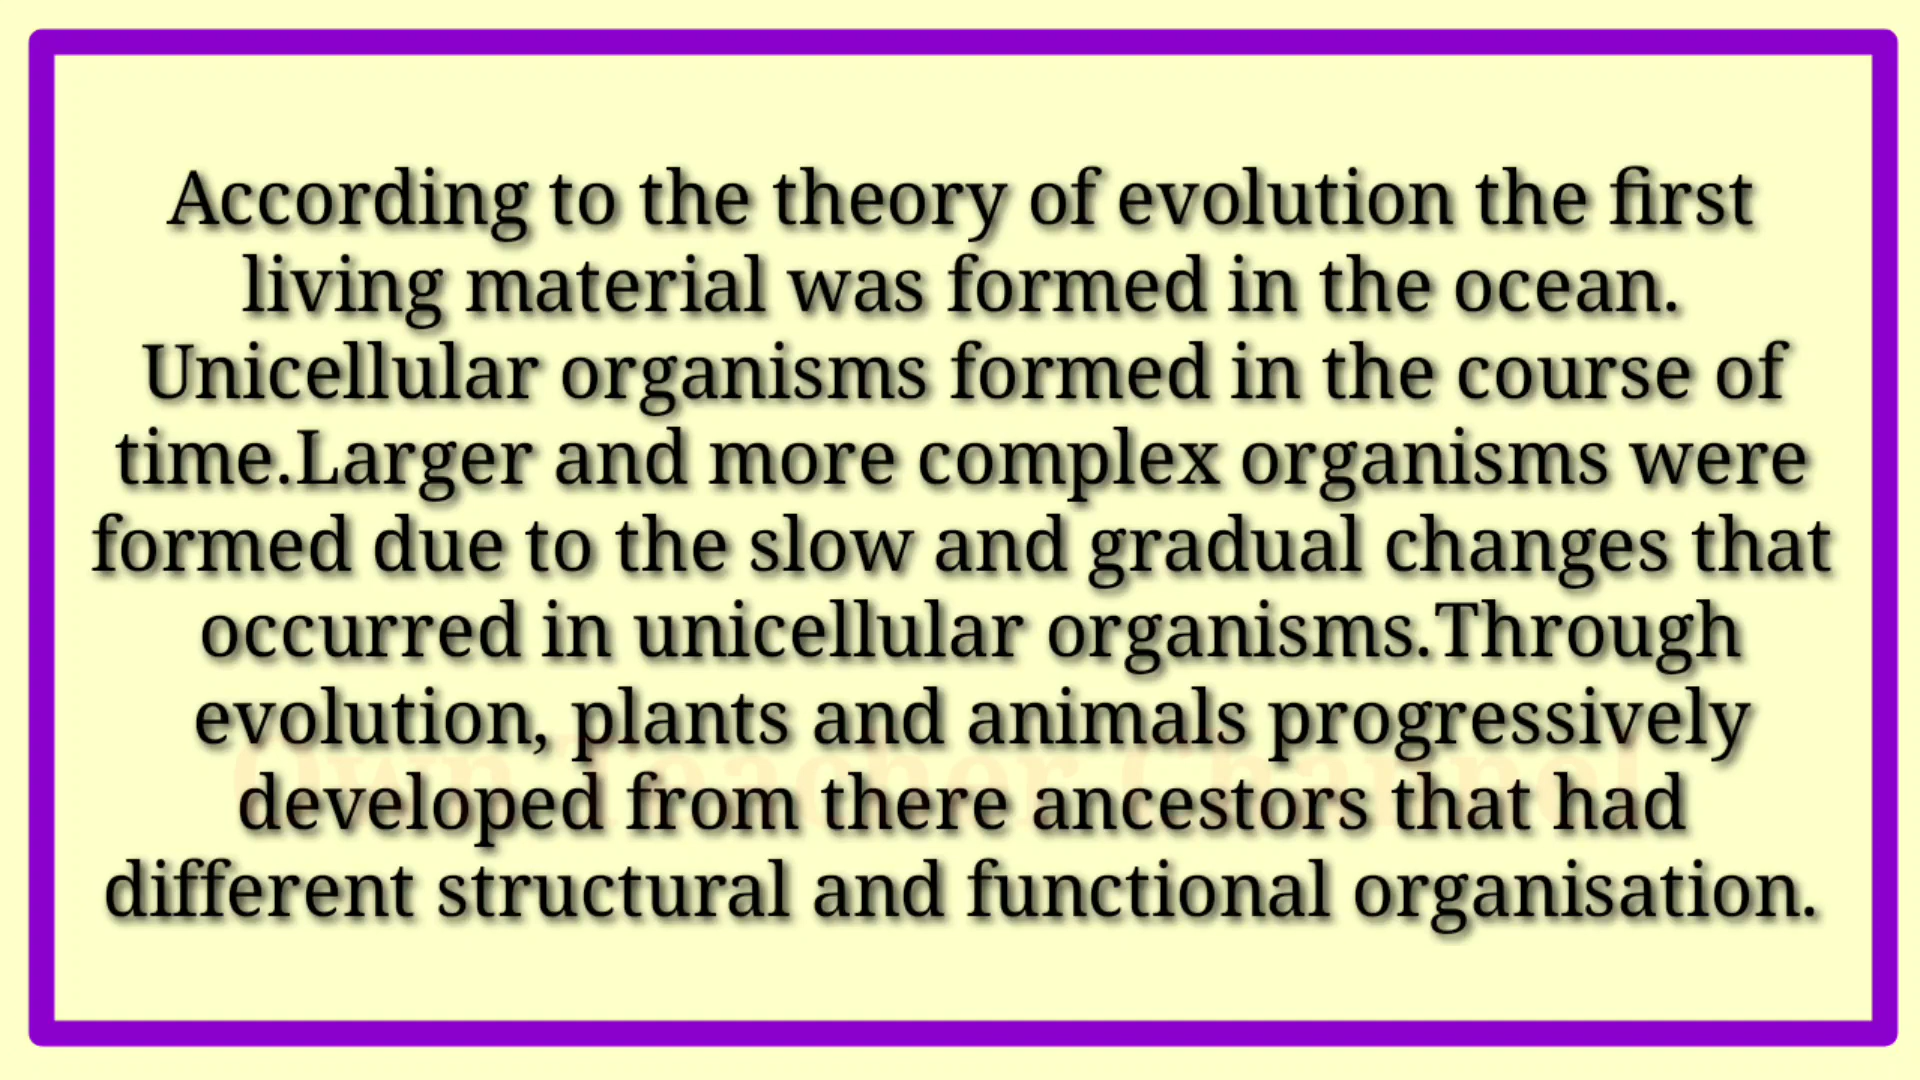 According to the theory of evolution the first
living material was formed in the ocean.
Unicellular organisms formed in the course of
time.Larger and more complex organisms were
formed due to the slow and gradual changes that
occurred in unicellular organisms.Through
evolution, plants and animals progressively
Own Teacher Channel
developed from there ancestors that had
different structural and functional organisation.